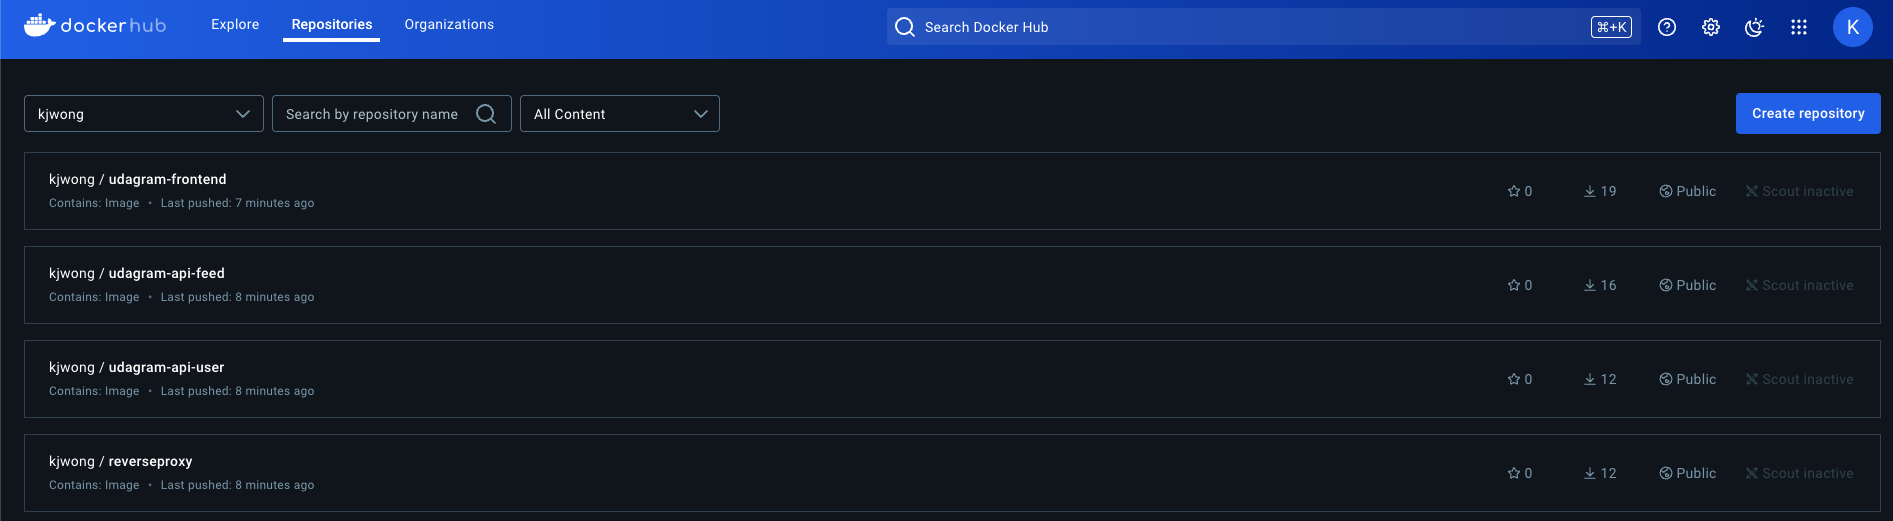 docker hub
Explore Repositories Organizations
Search Docker Hub ⌘+K
K
kjwong Search by repository name All Content Create repository
kjwong / udagram-frontend
Contains: Image • Last pushed: 7 minutes ago
0 19 Public Scout inactive
kjwong / udagram-api-feed
Contains: Image • Last pushed: 8 minutes ago
0 16 Public Scout inactive
kjwong / udagram-api-user
Contains: Image • Last pushed: 8 minutes ago
0 12 Public Scout inactive
kjwong / reverseproxy
Contains: Image • Last pushed: 8 minutes ago
0 12 Public Scout inactive